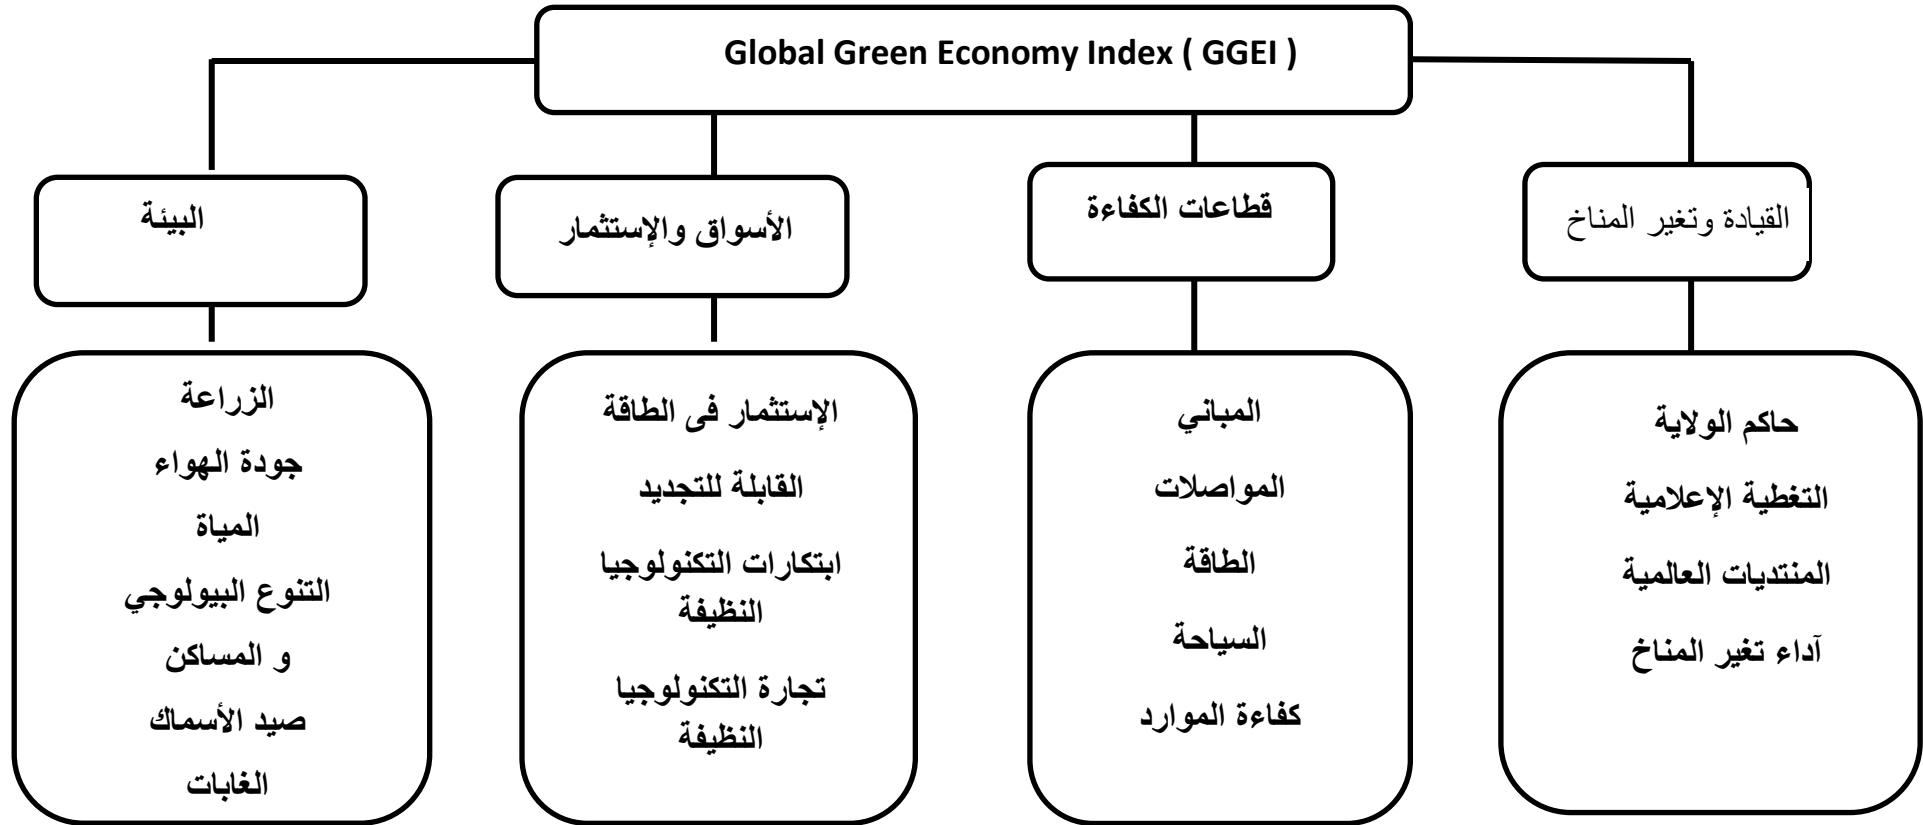 Global Green Economy Index ( GGEI )
القيادة وتغير المناخ
قطاعات الكفاءة
الأسواق والإستثمار
البيئة
حاكم الولاية
التغطية الإعلامية
المنتديات العالمية
آداء تغير المناخ
المباني
المواصلات
الطاقة
السياحة
كفاءة الموارد
الإستثمار فى الطاقة
القابلة للتجديد
ابتكارات التكنولوجيا
النظيفة
تجارة التكنولوجيا
النظيفة
الزراعة
جودة الهواء
المياة
التنوع البيولوجي
و المساكن
صيد الأسماك
الغابات